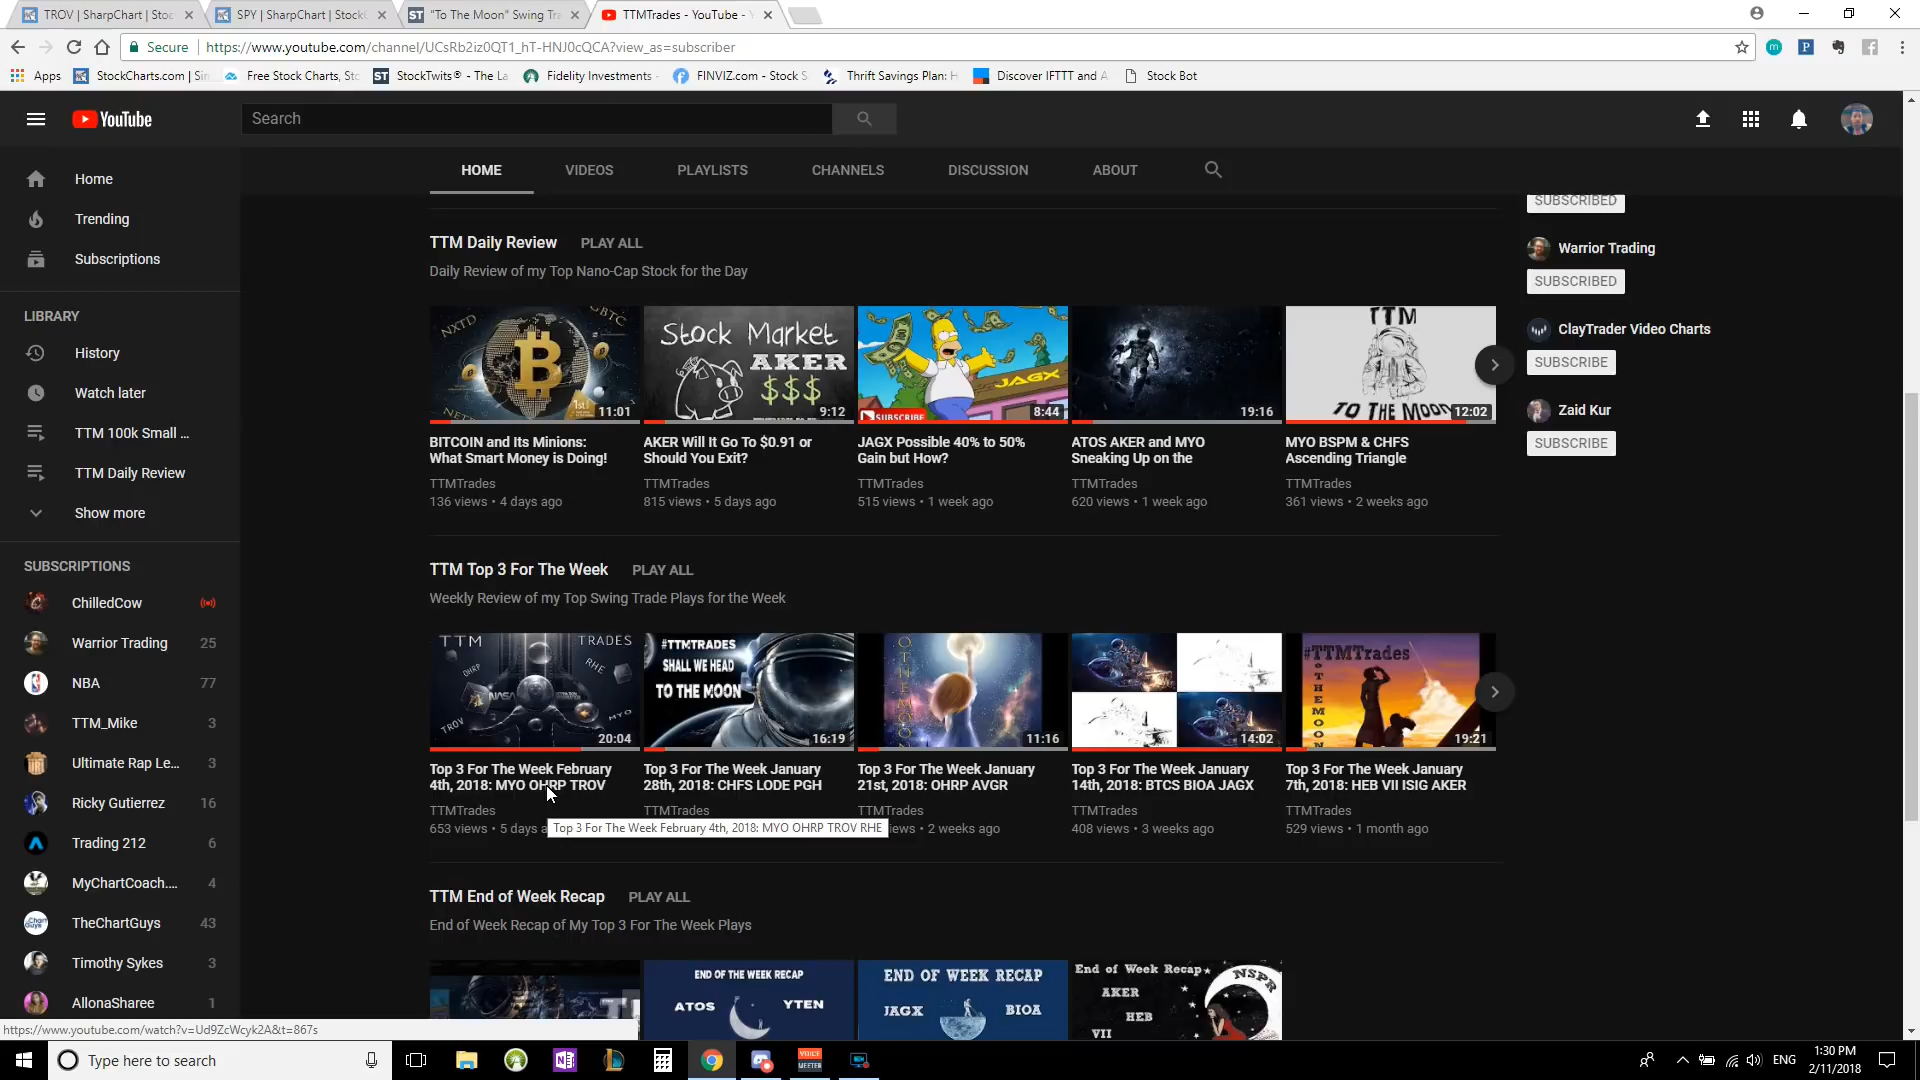 TROV | SharpChart | Stoc
SPY | SharpChart | StockC
"To The Moon" Swing Tra
TTMTrades - YouTube -
Secure
https://www.youtube.com/channel/UCsRb2iz0QT1_hT-HNJ0cQCA?view_as=subscriber
Apps
StockCharts.com | Sim
Free Stock Charts, Sto
StockTwits® - The La
Fidelity Investments -
FINVIZ.com - Stock S
Thrift Savings Plan: H
Discover IFTTT and A
Stock Bot
YouTube
Search
HOME
VIDEOS
PLAYLISTS
CHANNELS
DISCUSSION
ABOUT
Home
Trending
Subscriptions
LIBRARY
History
Watch later
TTM 100k Small ...
TTM Daily Review
Show more
SUBSCRIPTIONS
ChilledCow
Warrior Trading 25
NBA 77
TTM_Mike 3
Ultimate Rap Le... 3
Ricky Gutierrez 16
Trading 212 6
MyChartCoach.... 4
TheChartGuys 43
Timothy Sykes 3
AllonaSharee 1
TTM Daily Review PLAY ALL
Daily Review of my Top Nano-Cap Stock for the Day
NXTD
GBTC
1st
11:01
BITCOIN and Its Minions:
What Smart Money is Doing!
TTMTrades
136 views • 4 days ago
Stock Market
AKER
$$$
9:12
AKER Will It Go To $0.91 or
Should You Exit?
TTMTrades
815 views • 5 days ago
JAGX
SUBSCRIBE
8:44
JAGX Possible 40% to 50%
Gain but How?
TTMTrades
515 views • 1 week ago
19:16
ATOS AKER and MYO
Sneaking Up on the
TTMTrades
620 views • 1 week ago
TTM
TO THE MOON
12:02
MYO BSPM & CHFS
Ascending Triangle
TTMTrades
361 views • 2 weeks ago
TTM Top 3 For The Week PLAY ALL
Weekly Review of my Top Swing Trade Plays for the Week
TTM TRADES
OHRP
RHE
NASA
TROV
MYO
20:04
Top 3 For The Week February
4th, 2018: MYO OHRP TROV
TTMTrades
653 views • 5 days a
Top 3 For The Week February 4th, 2018: MYO OHRP TROV RHE
#TTMTRADES
SHALL WE HEAD
TO THE MOON
16:19
Top 3 For The Week January
28th, 2018: CHFS LODE PGH
TTMTrades
OTHEMOON
11:16
Top 3 For The Week January
21st, 2018: OHRP AVGR
TTMTrades
iews • 2 weeks ago
14:02
Top 3 For The Week January
14th, 2018: BTCS BIOA JAGX
TTMTrades
408 views • 3 weeks ago
#TTMTrades
OTHEMOON
19:21
Top 3 For The Week January
7th, 2018: HEB VII ISIG AKER
TTMTrades
529 views • 1 month ago
TTM End of Week Recap PLAY ALL
End of Week Recap of My Top 3 For The Week Plays
END OF THE WEEK RECAP
ATOS YTEN
END OF WEEK RECAP
JAGX BIOA
End of Week Recap
NSPR
AKER
HEB
VII
SUBSCRIBED
Warrior Trading
SUBSCRIBED
ClayTrader Video Charts
SUBSCRIBE
Zaid Kur
SUBSCRIBE
https://www.youtube.com/watch?v=Ud9ZcWcyk2A&t=867s
Type here to search
VOICE
MEETER
ENG
1:30 PM
2/11/2018